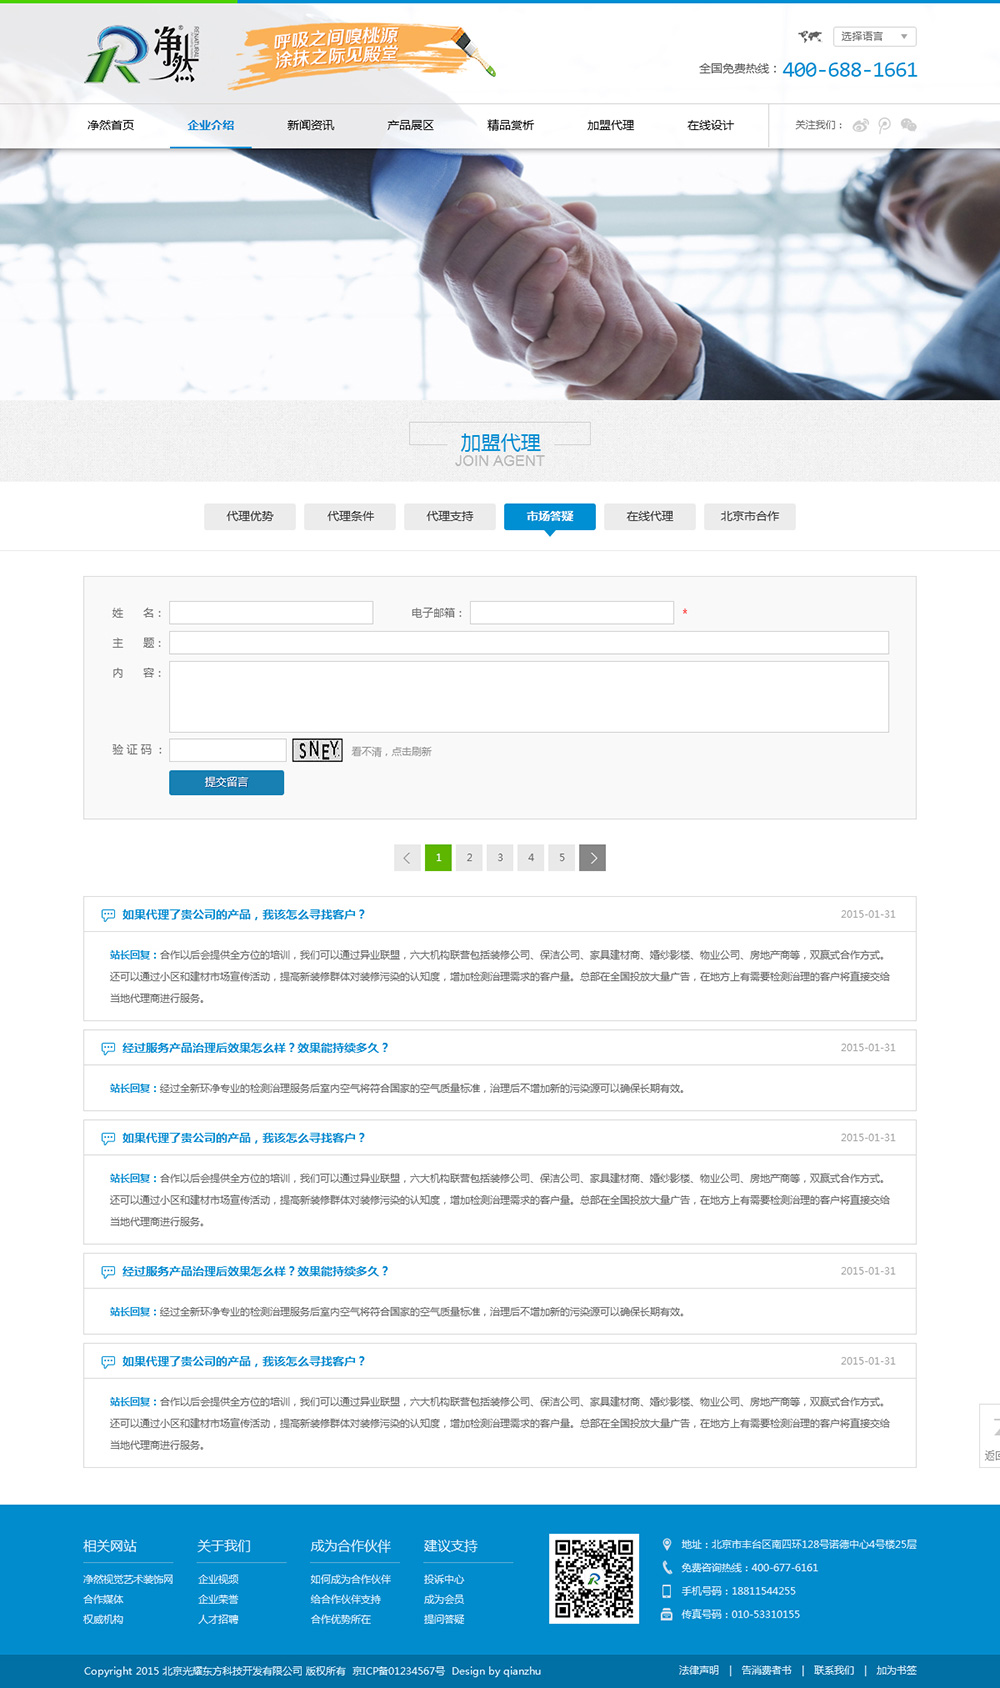 净然
RENATURAL
呼吸之间嗅桃源
涂抹之际见殿堂
选择语言
全国免费热线：400-688-1661
净然首页 企业介绍 新闻资讯 产品展区 精品赏析 加盟代理 在线设计 关注我们：
加盟代理
JOIN AGENT
代理优势 代理条件 代理支持 市场答疑 在线代理 北京市合作
姓 名： 电子邮箱： *
主 题：
内 容：
验证码： SNEY 看不清，点击刷新
提交留言
1 2 3 4 5
如果代理了贵公司的产品，我该怎么寻找客户？ 2015-01-31
站长回复：合作以后会提供全方位的培训，我们可以通过异业联盟，六大机构联营包括装修公司、保洁公司、家具建材商、婚纱影楼、物业公司、房地产商等，双赢式合作方式。
还可以通过小区和建材市场宣传活动，提高新装修群体对装修污染的认知度，增加检测治理需求的客户量。总部在全国投放大量广告，在地方上有需要检测治理的客户将直接交给
当地代理商进行服务。
经过服务产品治理后效果怎么样？效果能持续多久？ 2015-01-31
站长回复：经过全新环净专业的检测治理服务后室内空气将符合国家的空气质量标准，治理后不增加新的污染源可以确保长期有效。
如果代理了贵公司的产品，我该怎么寻找客户？ 2015-01-31
站长回复：合作以后会提供全方位的培训，我们可以通过异业联盟，六大机构联营包括装修公司、保洁公司、家具建材商、婚纱影楼、物业公司、房地产商等，双赢式合作方式。
还可以通过小区和建材市场宣传活动，提高新装修群体对装修污染的认知度，增加检测治理需求的客户量。总部在全国投放大量广告，在地方上有需要检测治理的客户将直接交给
当地代理商进行服务。
经过服务产品治理后效果怎么样？效果能持续多久？ 2015-01-31
站长回复：经过全新环净专业的检测治理服务后室内空气将符合国家的空气质量标准，治理后不增加新的污染源可以确保长期有效。
如果代理了贵公司的产品，我该怎么寻找客户？ 2015-01-31
站长回复：合作以后会提供全方位的培训，我们可以通过异业联盟，六大机构联营包括装修公司、保洁公司、家具建材商、婚纱影楼、物业公司、房地产商等，双赢式合作方式。
还可以通过小区和建材市场宣传活动，提高新装修群体对装修污染的认知度，增加检测治理需求的客户量。总部在全国投放大量广告，在地方上有需要检测治理的客户将直接交给
当地代理商进行服务。
返回
相关网站 关于我们 成为合作伙伴 建议支持
净然视觉艺术装饰网 企业视频 如何成为合作伙伴 投诉中心
合作媒体 企业荣誉 给合作伙伴支持 成为会员
权威机构 人才招聘 合作优势所在 提问答疑
地址：北京市丰台区南四环128号诺德中心4号楼25层
免费咨询热线：400-677-6161
手机号码：18811544255
传真号码：010-53310155
Copyright 2015 北京光耀东方科技开发有限公司 版权所有 京ICP备01234567号 Design by qianzhu
法律声明 | 告消费者书 | 联系我们 | 加为书签